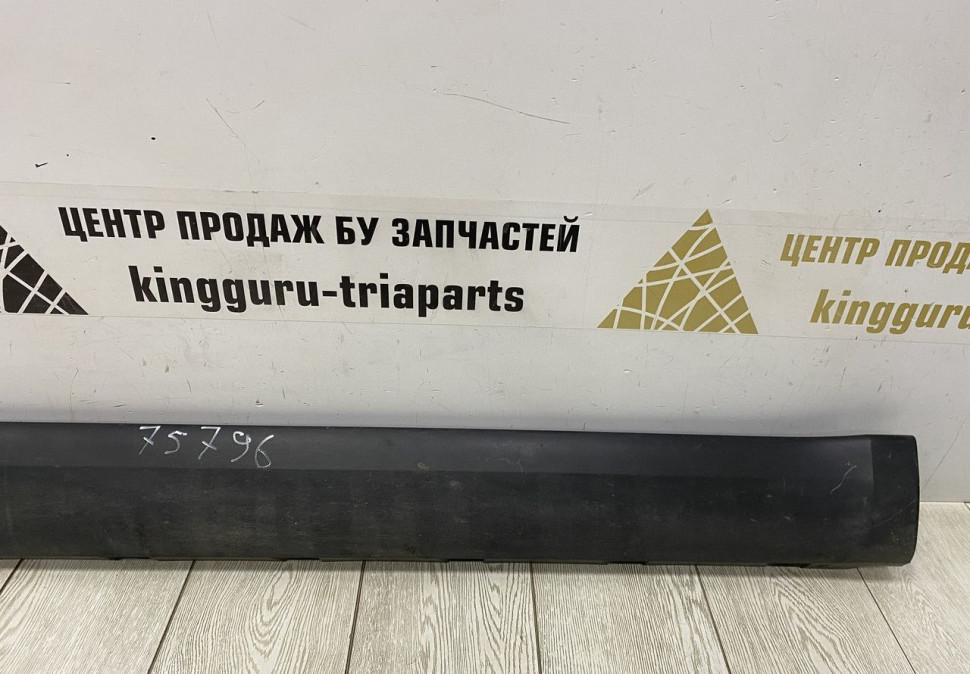 ЦЕНТР ПРОДАЖ БУ ЗАПЧАСТЕЙ
kingguru-triaparts
ЦЕНТР ПРОДА
kingguru
75796